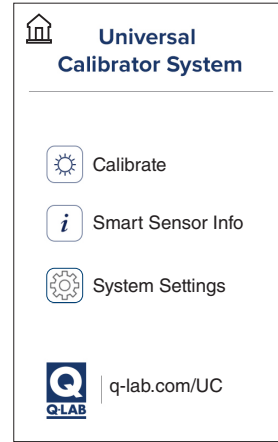 Universal
Calibrator System
Calibrate
i
Smart Sensor Info
System Settings
Q
Q-LAB
q-lab.com/UC